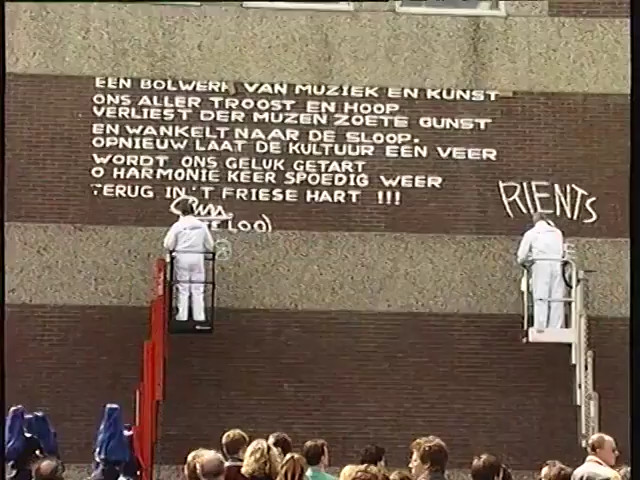 EEN BOLWERK VAN MUZIEK EN KUNST
ONS ALLER TROOST EN HOOP
VERLIEST DER MUZEN ZOETE GUNST
EN WANKELT NAAR DE SLOOP.
OPNIEUW LAAT DE KULTUUR EEN VEER
WORDT ONS GELUK GETART
O HARMONIE KEER SPOEDIG WEER
TERUG IN 'T FRIESE HART !!!
RIENTS